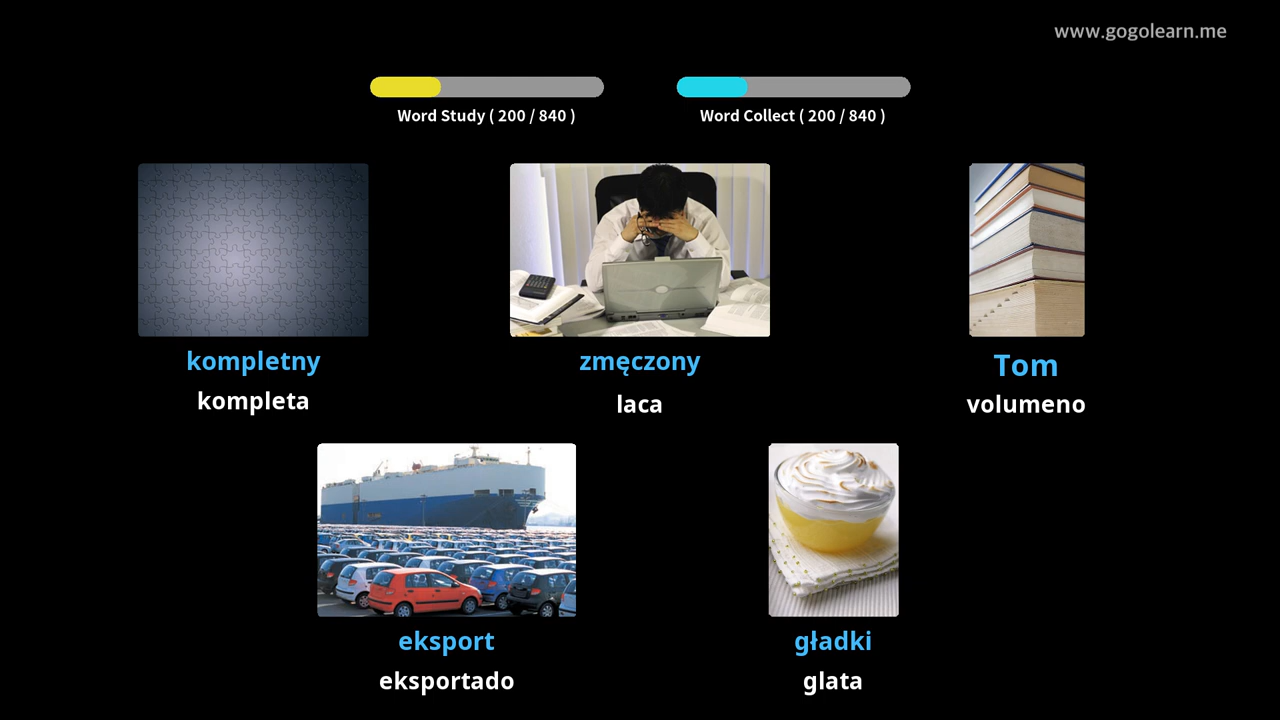 www.gogolearn.me
Word Study ( 200 / 840 )
Word Collect ( 200 / 840 )
kompletny
kompleta
zmęczony
laca
Tom
volumeno
eksport
eksportado
gładki
glata